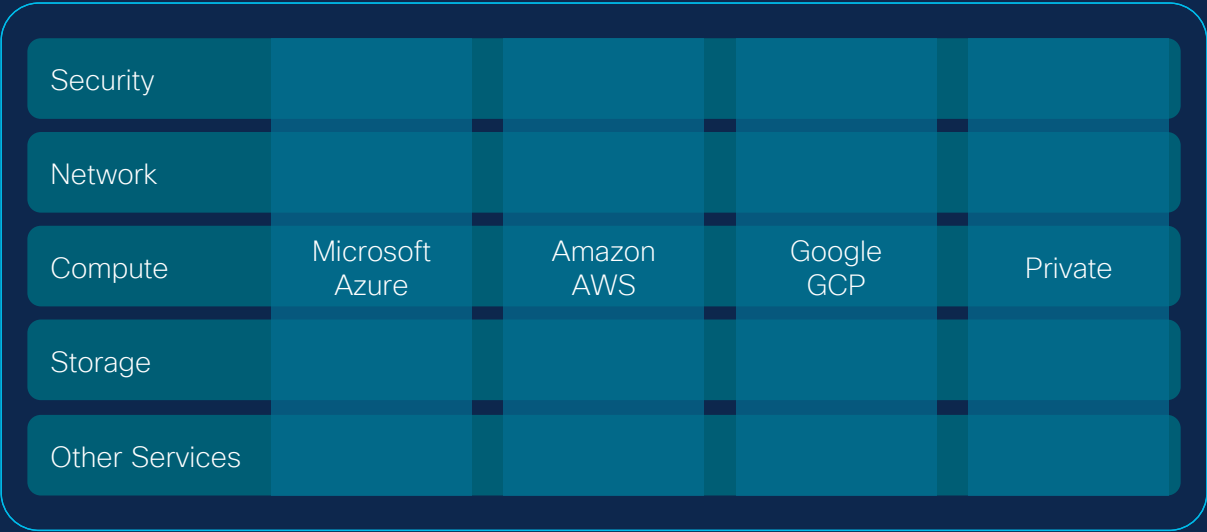 Security
Network
Compute
Microsoft
Azure
Amazon
AWS
Google
GCP
Private
Storage
Other Services